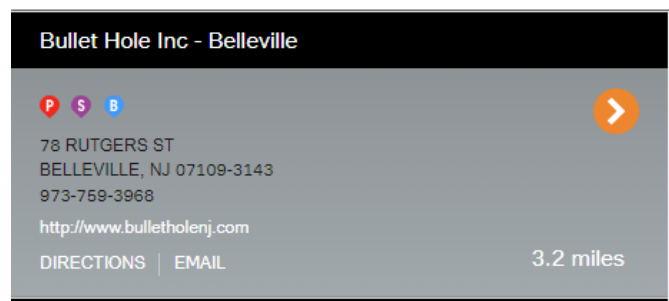 Bullet Hole Inc - Belleville
P S B
78 RUTGERS ST
BELLEVILLE, NJ 07109-3143
973-759-3968
http://www.bulletholenj.com
DIRECTIONS | EMAIL
3.2 miles